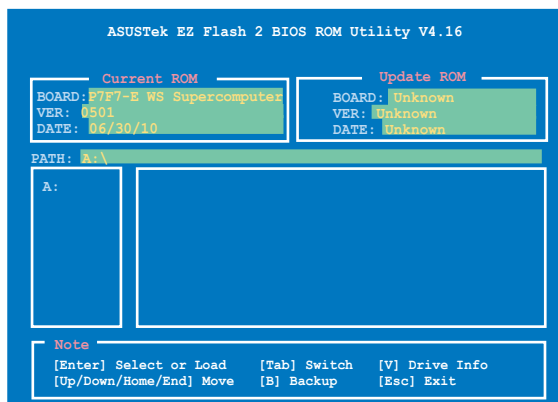 ASUSTek EZ Flash 2 BIOS ROM Utility V4.16
Current ROM
BOARD: P7F7-E WS Supercomputer
VER: 0501
DATE: 06/30/10
Update ROM
BOARD: Unknown
VER: Unknown
DATE: Unknown
PATH: A:\
A:
Note
[Enter] Select or Load [Tab] Switch [V] Drive Info
[Up/Down/Home/End] Move [B] Backup [Esc] Exit